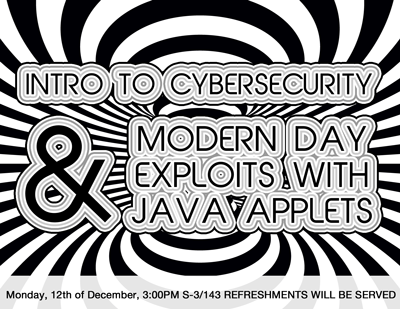 INTRO TO CYBERSECURITY
& MODERN DAY
EXPLOITS WITH
JAVA APPLETS
Monday, 12th of December, 3:00PM S-3/143 REFRESHMENTS WILL BE SERVED